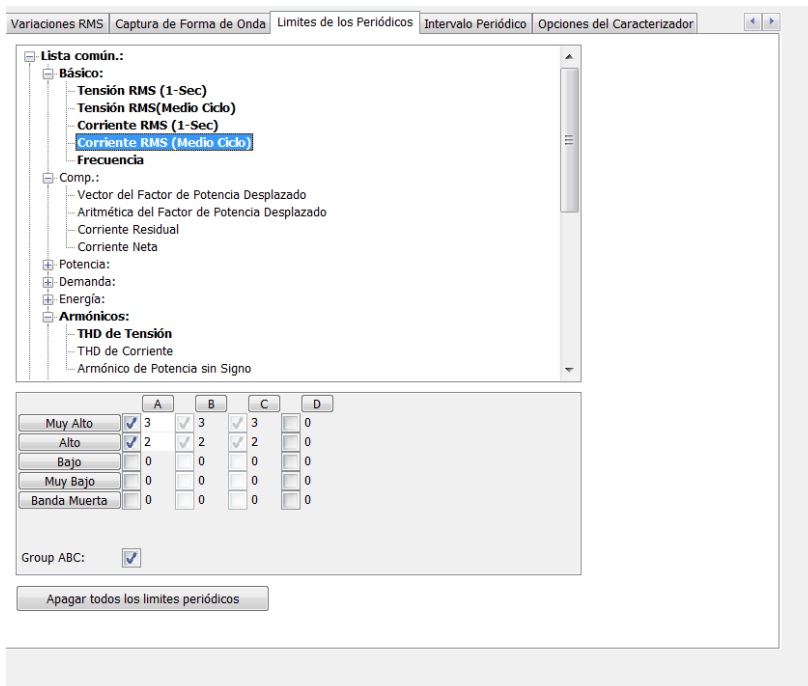 Variaciones RMS Captura de Forma de Onda Limites de los Periódicos Intervalo Periódico Opciones del Caracterizador
Lista común.:
Básico:
Tensión RMS (1-Sec)
Tensión RMS(Medio Ciclo)
Corriente RMS (1-Sec)
Corriente RMS (Medio Ciclo)
Frecuencia
Comp.:
Vector del Factor de Potencia Desplazado
Aritmética del Factor de Potencia Desplazado
Corriente Residual
Corriente Neta
Potencia:
Demanda:
Energía:
Armónicos:
THD de Tensión
THD de Corriente
Armónico de Potencia sin Signo
A B C D
Muy Alto 3 3 3 0
Alto 2 2 2 0
Bajo 0 0 0 0
Muy Bajo 0 0 0 0
Banda Muerta 0 0 0 0
Group ABC:
Apagar todos los limites periódicos